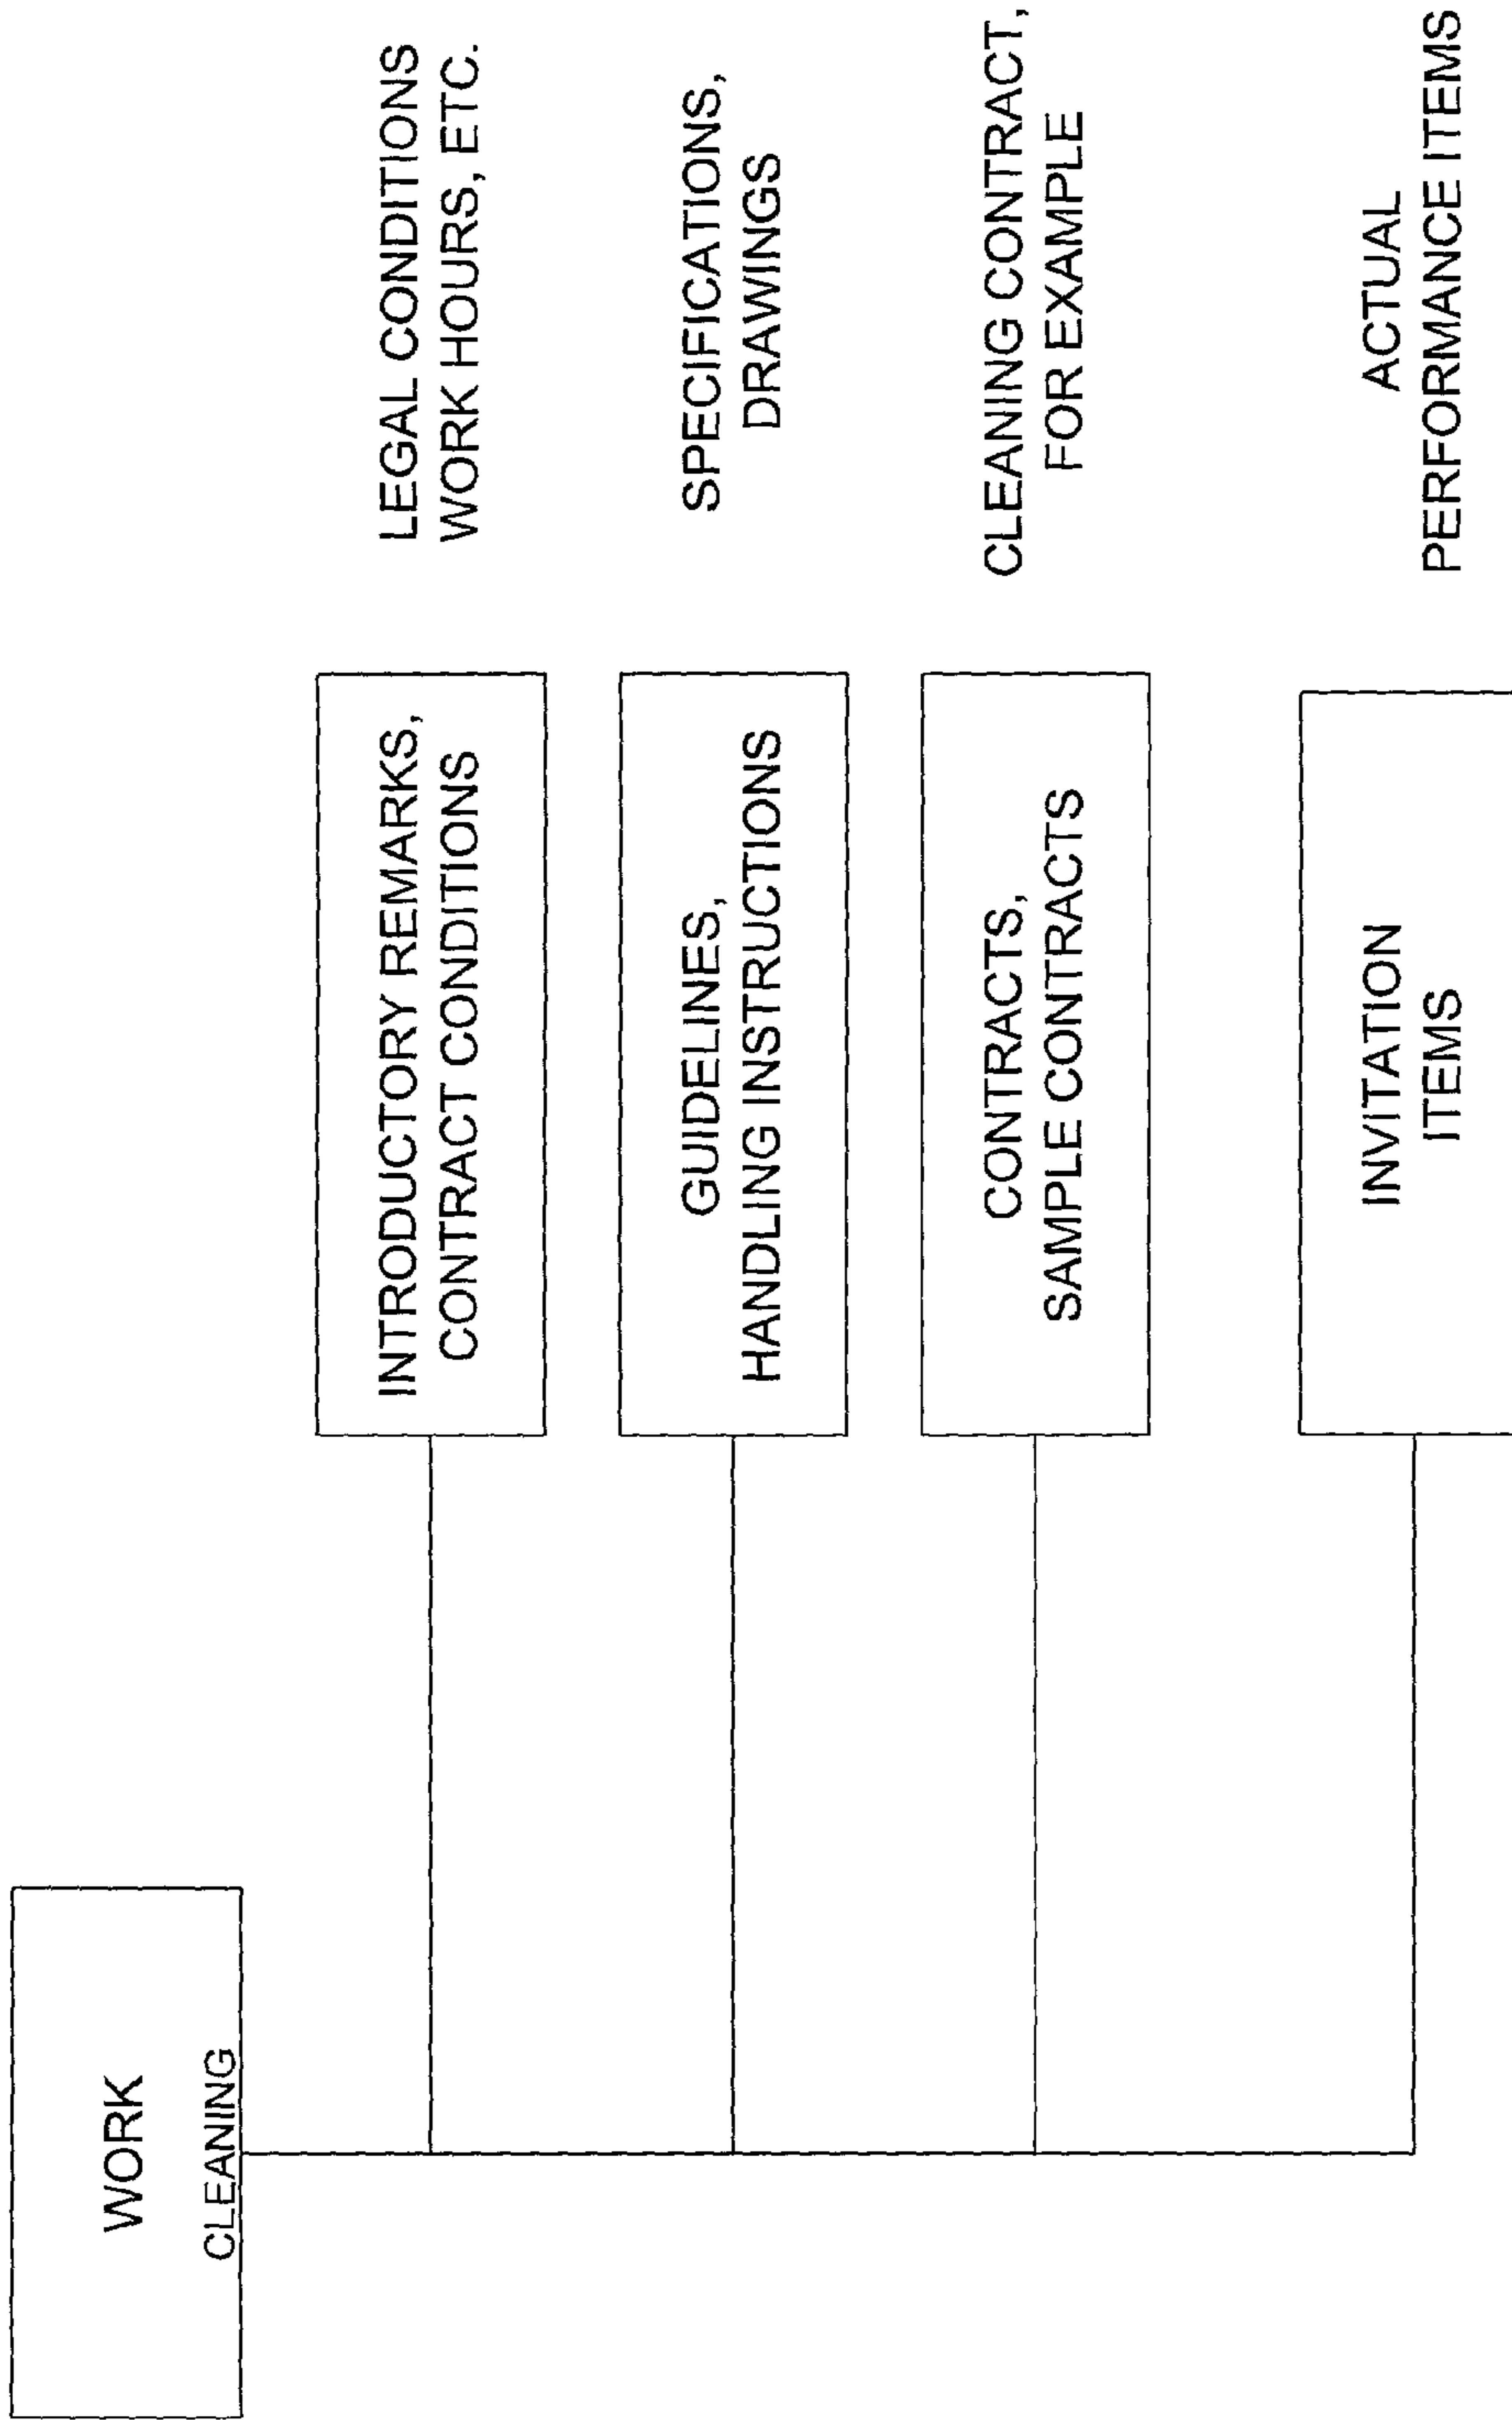 WORK
CLEANING
INTRODUCTORY REMARKS,
CONTRACT CONDITIONS
LEGAL CONDITIONS
WORK HOURS, ETC.
GUIDELINES,
HANDLING INSTRUCTIONS
SPECIFICATIONS,
DRAWINGS
CONTRACTS,
SAMPLE CONTRACTS
CLEANING CONTRACT,
FOR EXAMPLE
INVITATION
ITEMS
ACTUAL
PERFORMANCE ITEMS